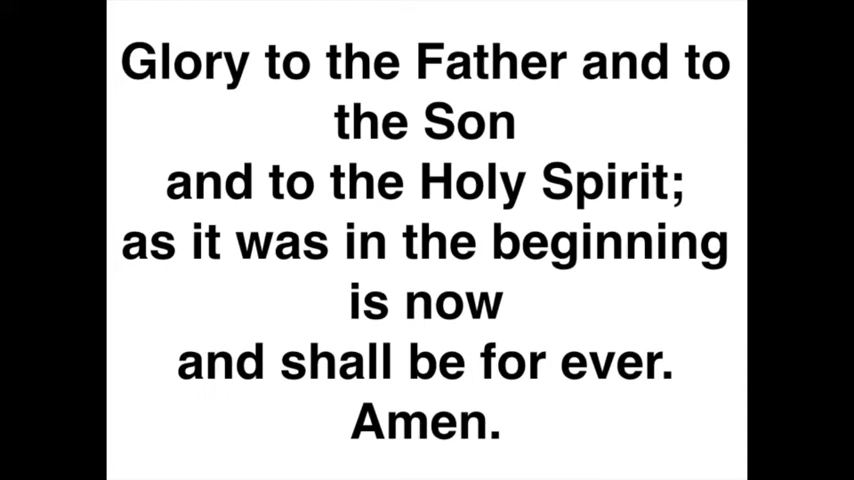 Glory to the Father and to
the Son
and to the Holy Spirit;
as it was in the beginning
is now
and shall be for ever.
Amen.